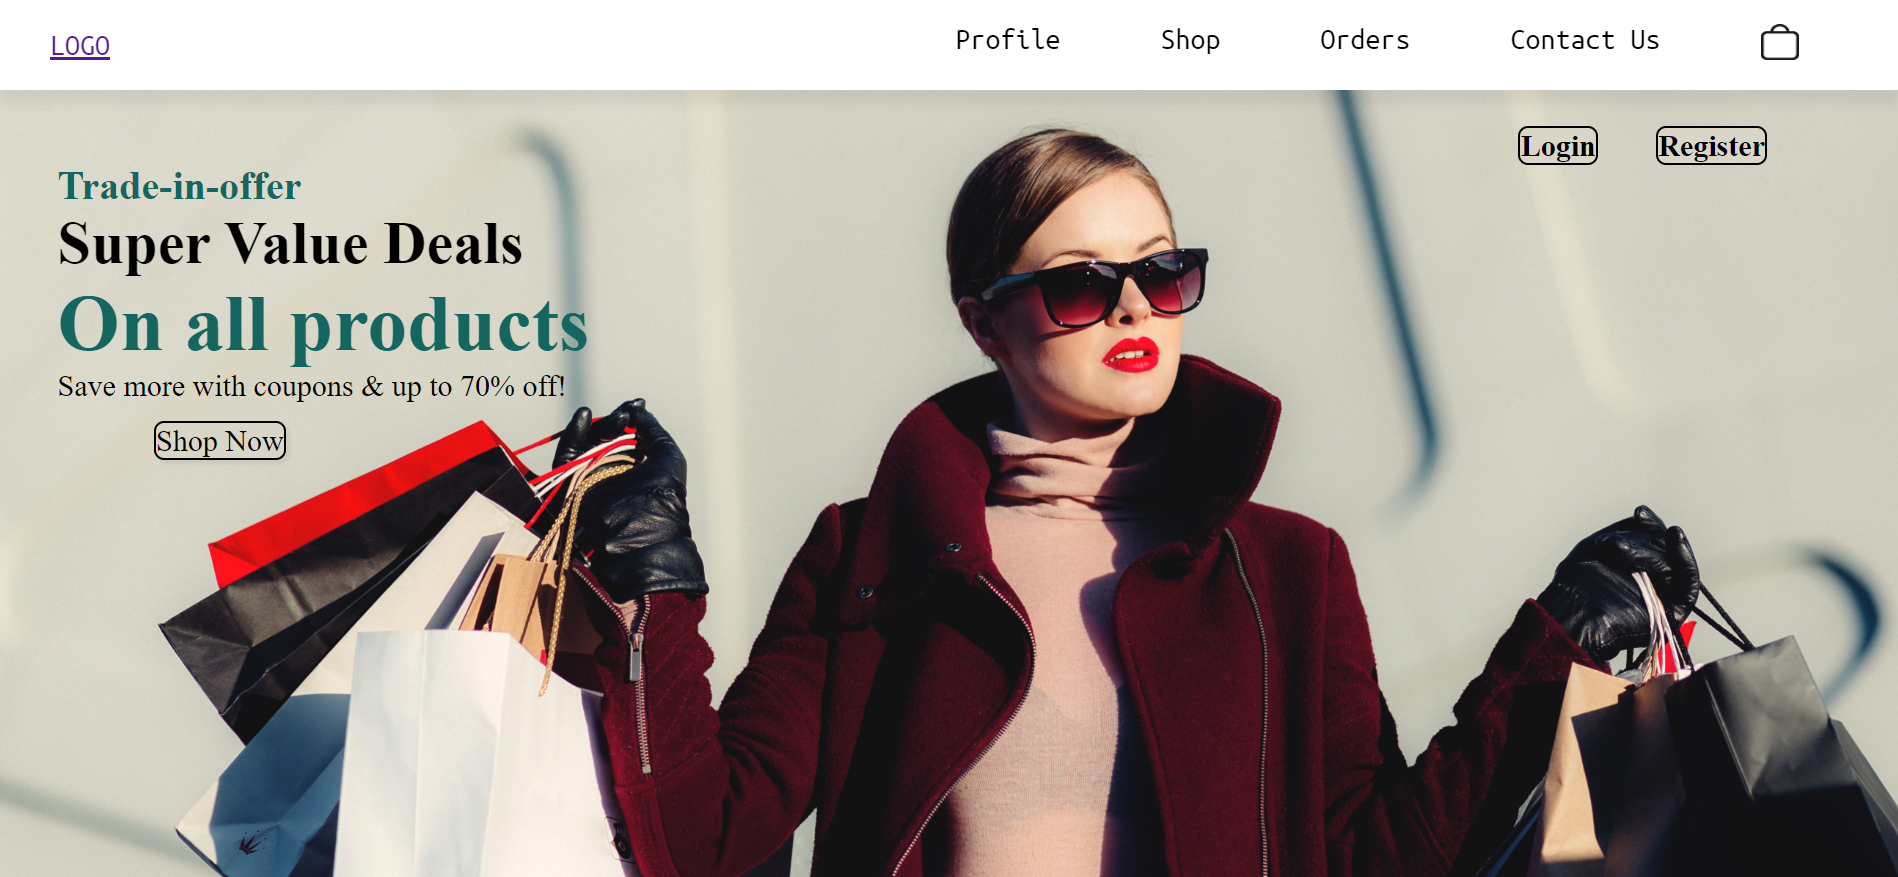 LOGO Profile Shop Orders Contact Us
Login Register
Trade-in-offer
Super Value Deals
On all products
Save more with coupons & up to 70% off!
Shop Now